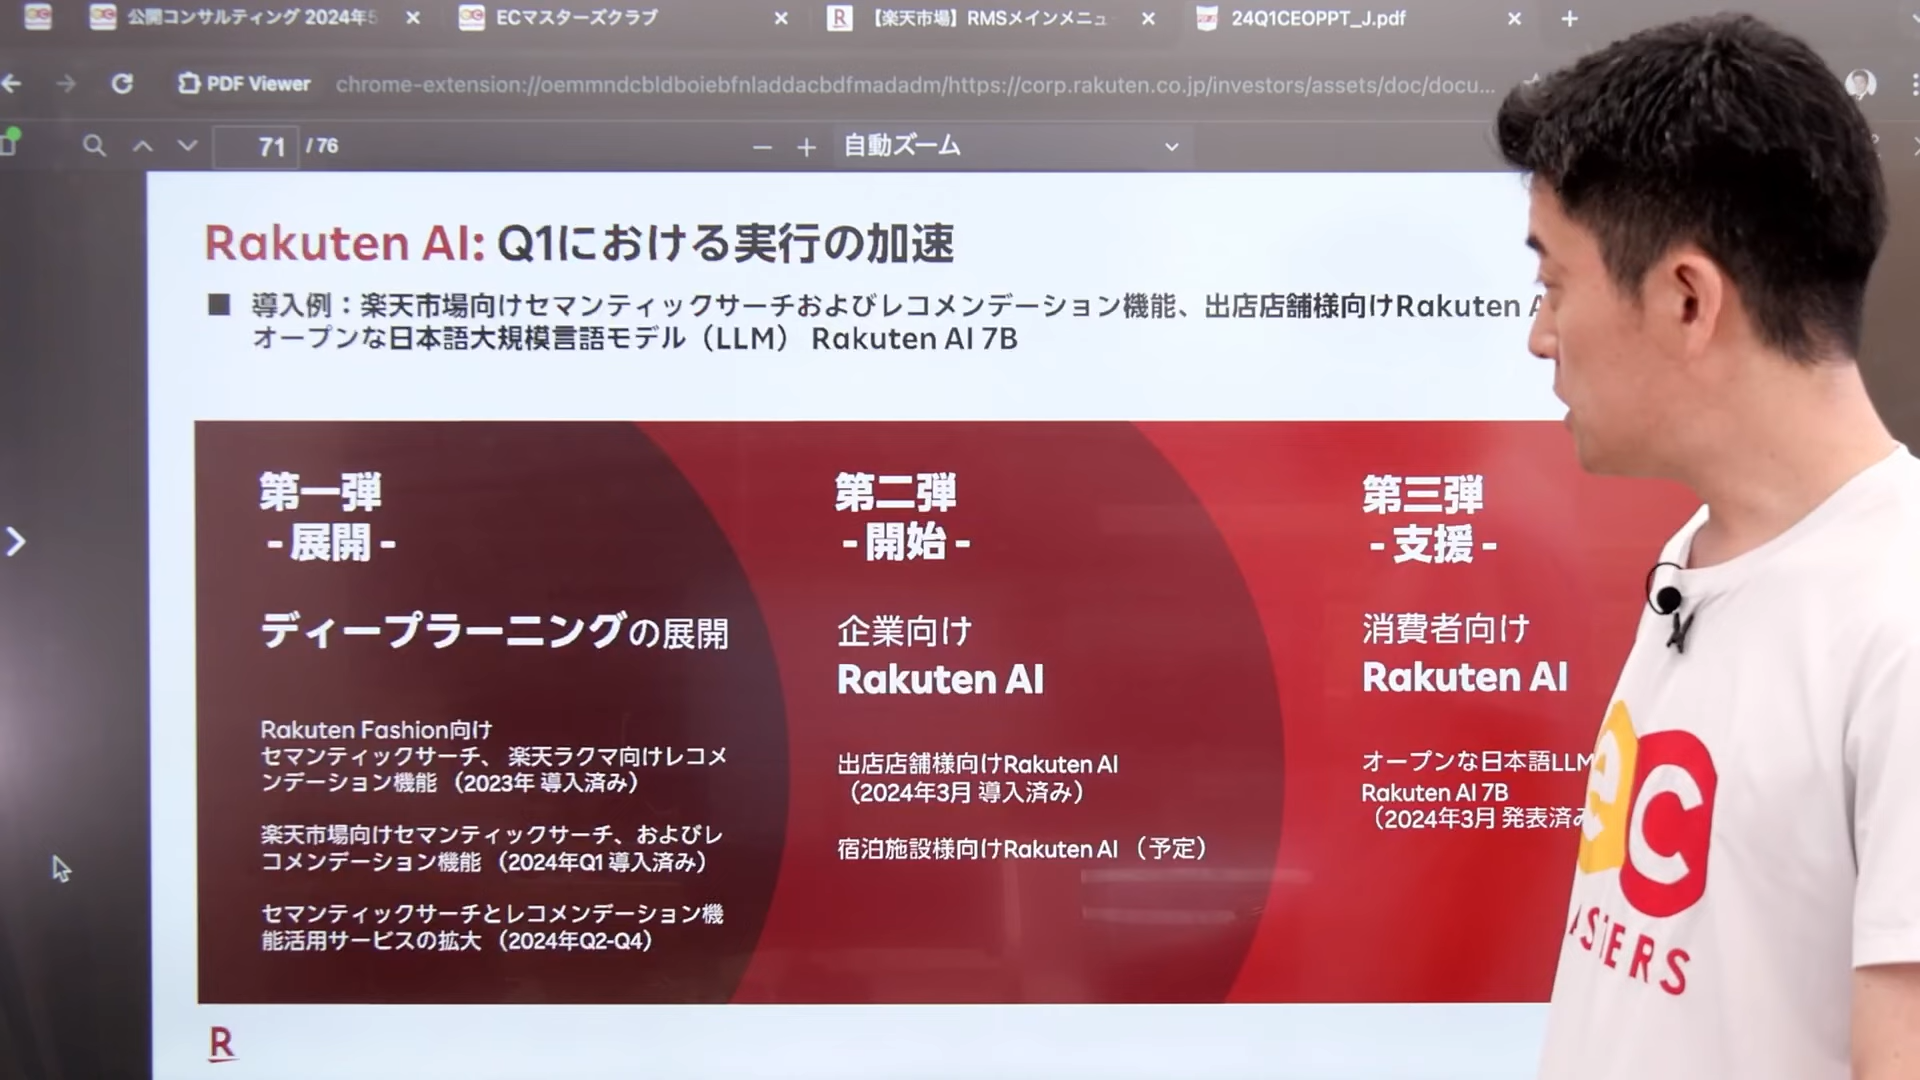 公開コンサルティング 2024年5
ECマスターズクラブ
【楽天市場】RMSメインメニュ
24Q1CEOPPT_J.pdf
PDF Viewer
chrome-extension://oemmndcbldboiebfnladdacbdfmadadm/https://corp.rakuten.co.jp/investors/assets/doc/docu...
71 / 76
自動ズーム
Rakuten AI: Q1における実行の加速
■ 導入例：楽天市場向けセマンティックサーチおよびレコメンデーション機能、出店店舗様向けRakuten A
オープンな日本語大規模言語モデル（LLM） Rakuten AI 7B
第一弾
- 展開 -
ディープラーニングの展開
Rakuten Fashion向け
セマンティックサーチ、 楽天ラクマ向けレコメ
ンデーション機能 （2023年 導入済み）
楽天市場向けセマンティックサーチ、およびレ
コメンデーション機能 （2024年Q1 導入済み）
セマンティックサーチとレコメンデーション機
能活用サービスの拡大 （2024年Q2-Q4）
第二弾
- 開始 -
企業向け
Rakuten AI
出店店舗様向けRakuten AI
（2024年3月 導入済み）
宿泊施設様向けRakuten AI （予定）
第三弾
- 支援 -
消費者向け
Rakuten AI
オープンな日本語LLM
Rakuten AI 7B
（2024年3月 発表済み
R
eC
ASTERS